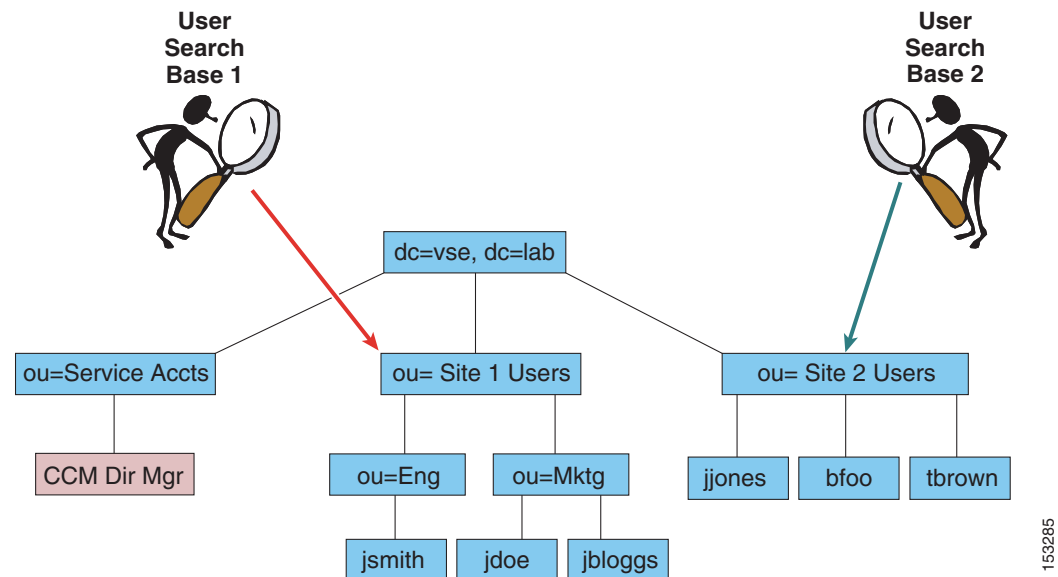 User
Search
Base 1
User
Search
Base 2
dc=vse, dc=lab
ou=Service Accts
ou= Site 1 Users
ou= Site 2 Users
CCM Dir Mgr
ou=Eng
ou=Mktg
jjones
bfoo
tbrown
jsmith
jdoe
jbloggs
153285